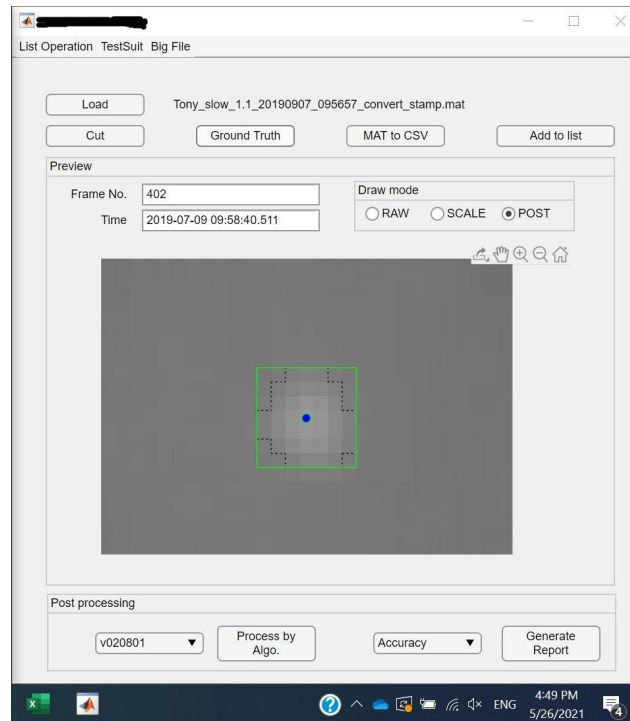 List Operation TestSuit Big File
Load Tony_slow_1.1_20190907_095657_convert_stamp.mat
Cut Ground Truth MAT to CSV Add to list
Preview
Frame No. 402
Time 2019-07-09 09:58:40.511
Draw mode
RAW SCALE POST
Post processing
v020801 Process by Algo. Accuracy Generate Report
ENG 4:49 PM
5/26/2021 4